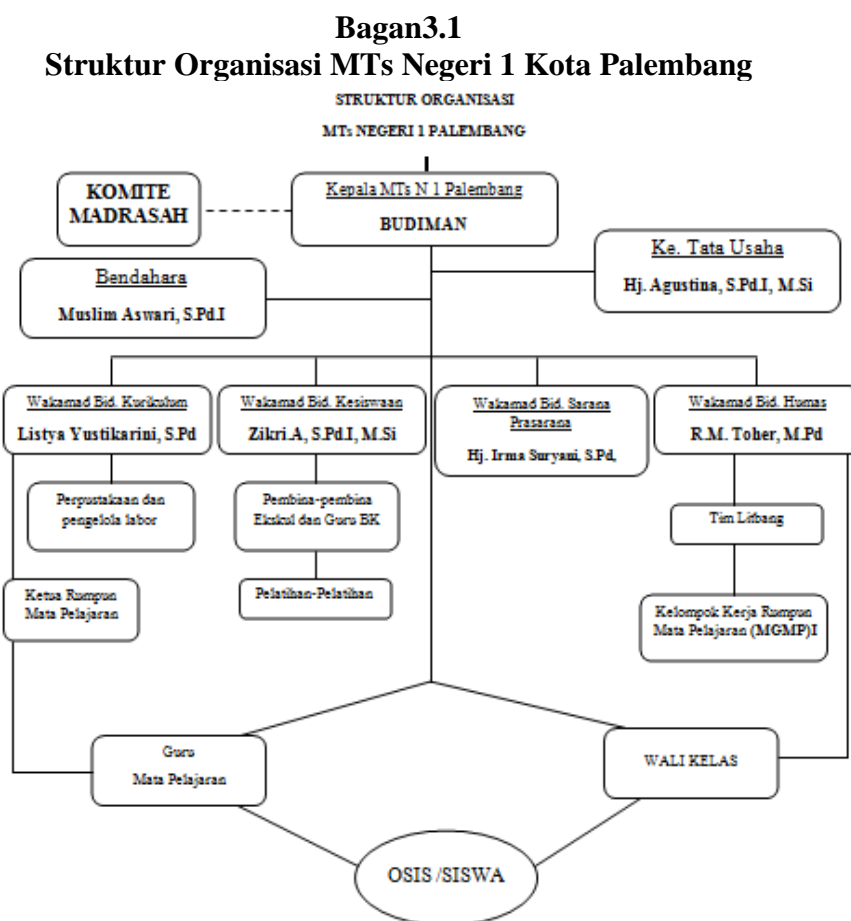 Bagan3.1
Struktur Organisasi MTs Negeri 1 Kota Palembang
STRUKTUR ORGANISASI
MTs NEGERI 1 PALEMBANG
KOMITE
MADRASAH
Kepala MTs N 1 Palembang
BUDIMAN
Ke. Tata Usaha
Hj. Agustina, S.Pd.I, M.Si
Bendahara
Muslim Aswari, S.Pd.I
Wakamad Bid. Kurikulum
Listya Yustikarini, S.Pd
Wakamad Bid. Kesiswaan
Zikri.A, S.Pd.I, M.Si
Wakamad Bid. Sarana
Prasarana
Hj. Irma Suryani, S.Pd,
Wakamad Bid. Humas
R.M. Toher, M.Pd
Perpustakaan dan
pengelola labor
Pembina-pembina
Ekskul dan Guru BK
Tim Litbang
Ketua Rumpun
Mata Pelajaran
Pelatihan-Pelatihan
Kelompok Kerja Rumpun
Mata Pelajaran (MGMP)I
Guru
Mata Pelajaran
WALI KELAS
OSIS /SISWA